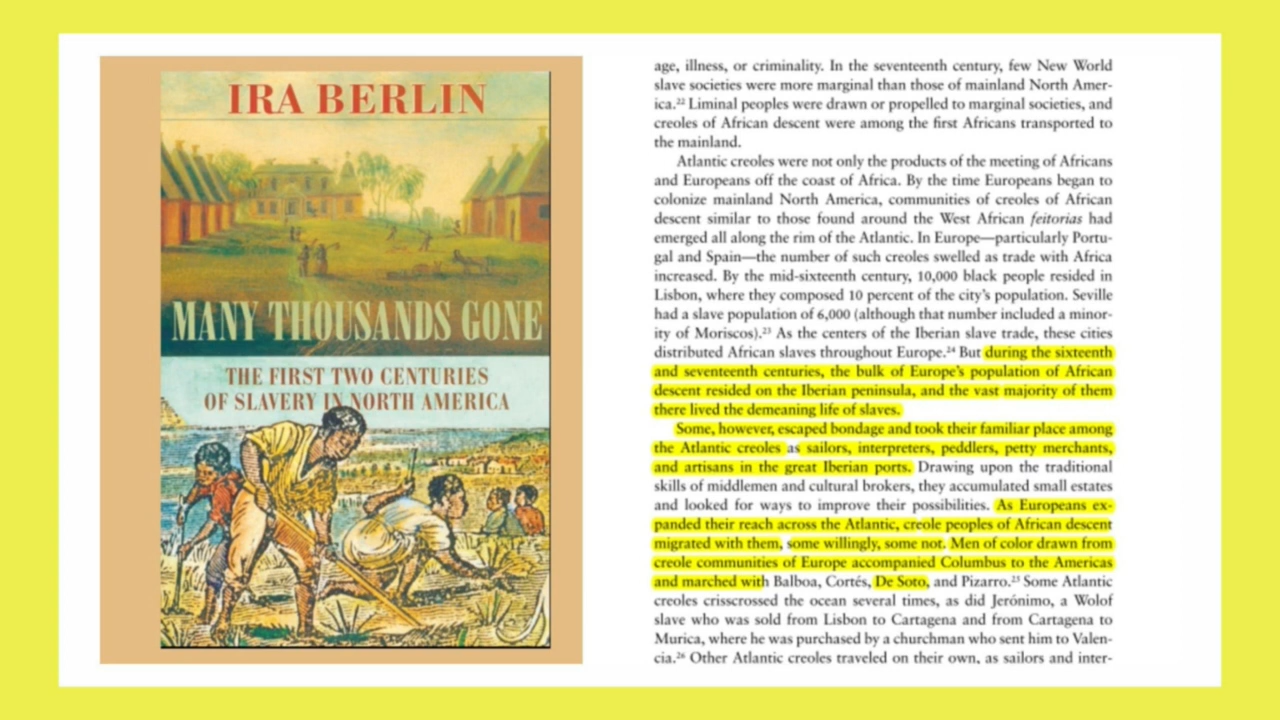 IRA BERLIN
MANY THOUSANDS GONE
THE FIRST TWO CENTURIES
OF SLAVERY IN NORTH AMERICA
age, illness, or criminality. In the seventeenth century, few New World
slave societies were more marginal than those of mainland North Amer-
ica.²² Liminal peoples were drawn or propelled to marginal societies, and
creoles of African descent were among the first Africans transported to
the mainland.
Atlantic creoles were not only the products of the meeting of Africans
and Europeans off the coast of Africa. By the time Europeans began to
colonize mainland North America, communities of creoles of African
descent similar to those found around the West African feitorias had
emerged all along the rim of the Atlantic. In Europe—particularly Portu-
gal and Spain—the number of such creoles swelled as trade with Africa
increased. By the mid-sixteenth century, 10,000 black people resided in
Lisbon, where they composed 10 percent of the city's population. Seville
had a slave population of 6,000 (although that number included a minor-
ity of Moriscos).²³ As the centers of the Iberian slave trade, these cities
distributed African slaves throughout Europe.²⁴ But during the sixteenth
and seventeenth centuries, the bulk of Europe's population of African
descent resided on the Iberian peninsula, and the vast majority of them
there lived the demeaning life of slaves.
Some, however, escaped bondage and took their familiar place among
the Atlantic creoles as sailors, interpreters, peddlers, petty merchants,
and artisans in the great Iberian ports. Drawing upon the traditional
skills of middlemen and cultural brokers, they accumulated small estates
and looked for ways to improve their possibilities. As Europeans ex-
panded their reach across the Atlantic, creole peoples of African descent
migrated with them, some willingly, some not. Men of color drawn from
creole communities of Europe accompanied Columbus to the Americas
and marched with Balboa, Cortés, De Soto, and Pizarro.²⁵ Some Atlantic
creoles crisscrossed the ocean several times, as did Jerónimo, a Wolof
slave who was sold from Lisbon to Cartagena and from Cartagena to
Murica, where he was purchased by a churchman who sent him to Valen-
cia.²⁶ Other Atlantic creoles traveled on their own, as sailors and inter-